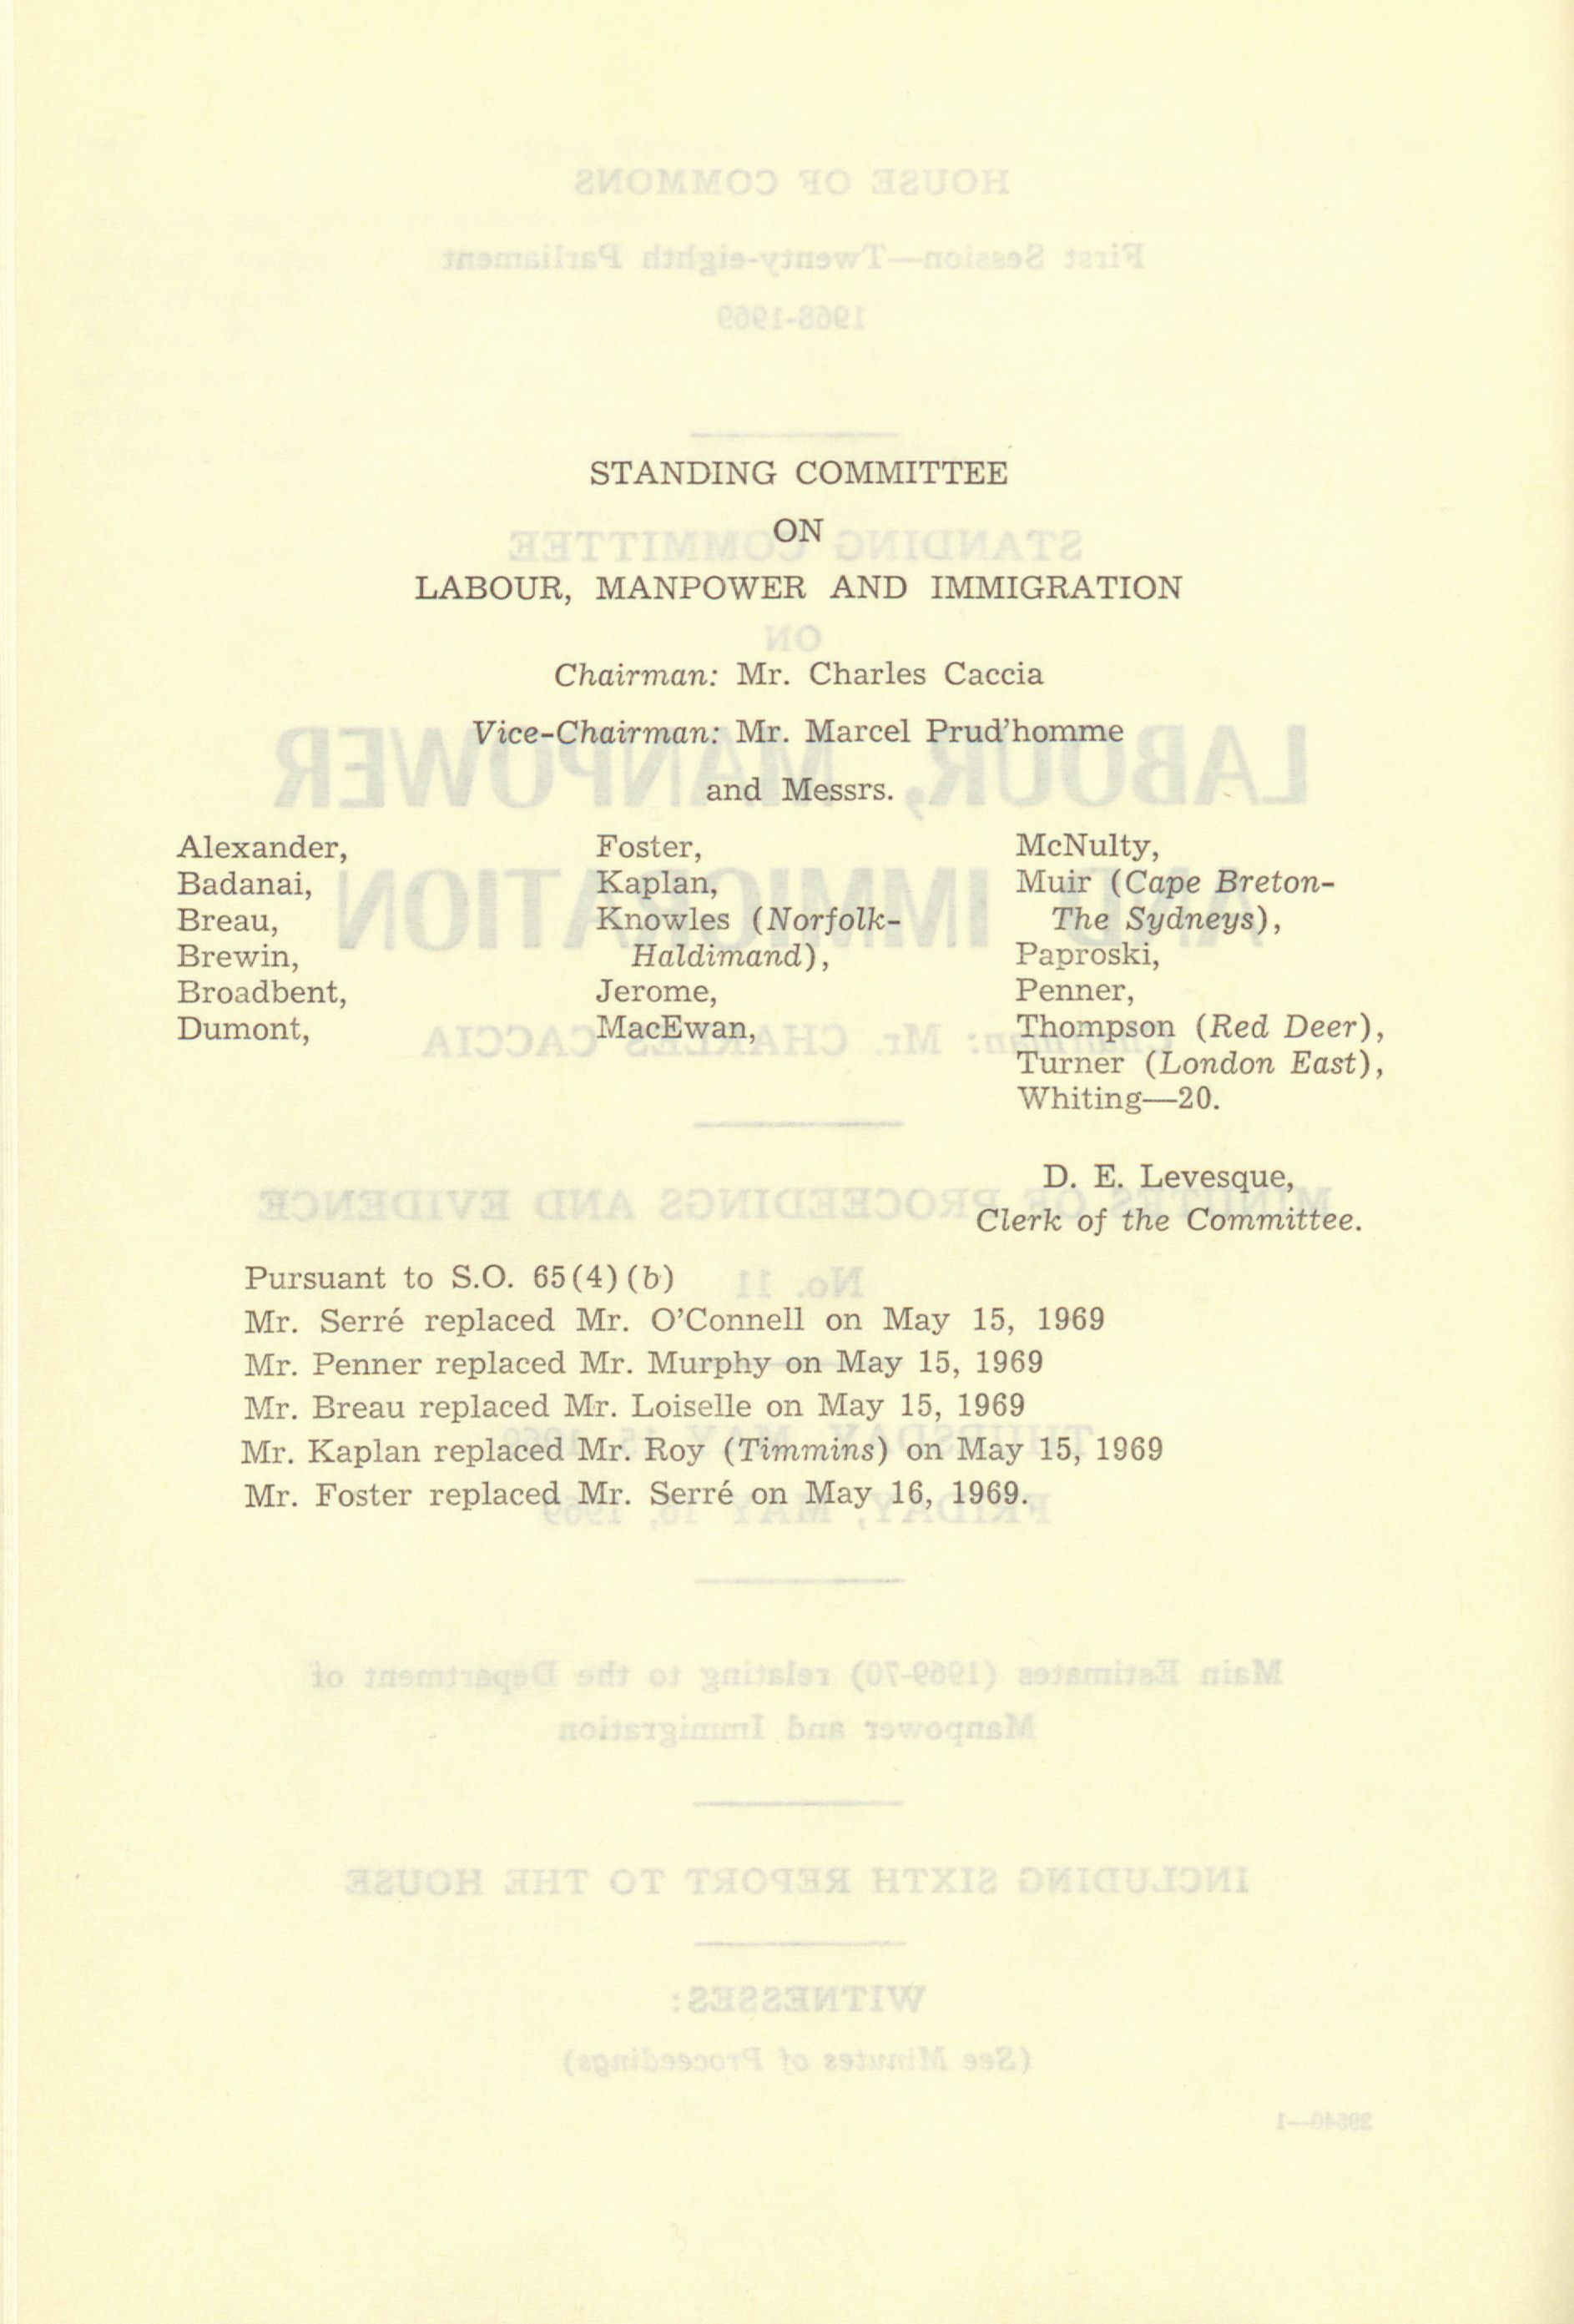 STANDING COMMITTEE
ON
LABOUR, MANPOWER AND IMMIGRATION
Chairman: Mr. Charles Caccia
Vice-Chairman: Mr. Marcel Prud'homme
and Messrs.
Alexander,
Badanai,
Breau,
Brewin,
Broadbent,
Dumont,
Foster,
Kaplan,
Knowles (Norfolk-
Haldimand),
Jerome,
MacEwan,
McNulty,
Muir (Cape Breton-
The Sydneys),
Paproski,
Penner,
Thompson (Red Deer),
Turner (London East),
Whiting—20.
D. E. Levesque,
Clerk of the Committee.
Pursuant to S.O. 65(4)(b)
Mr. Serré replaced Mr. O'Connell on May 15, 1969
Mr. Penner replaced Mr. Murphy on May 15, 1969
Mr. Breau replaced Mr. Loiselle on May 15, 1969
Mr. Kaplan replaced Mr. Roy (Timmins) on May 15, 1969
Mr. Foster replaced Mr. Serré on May 16, 1969.